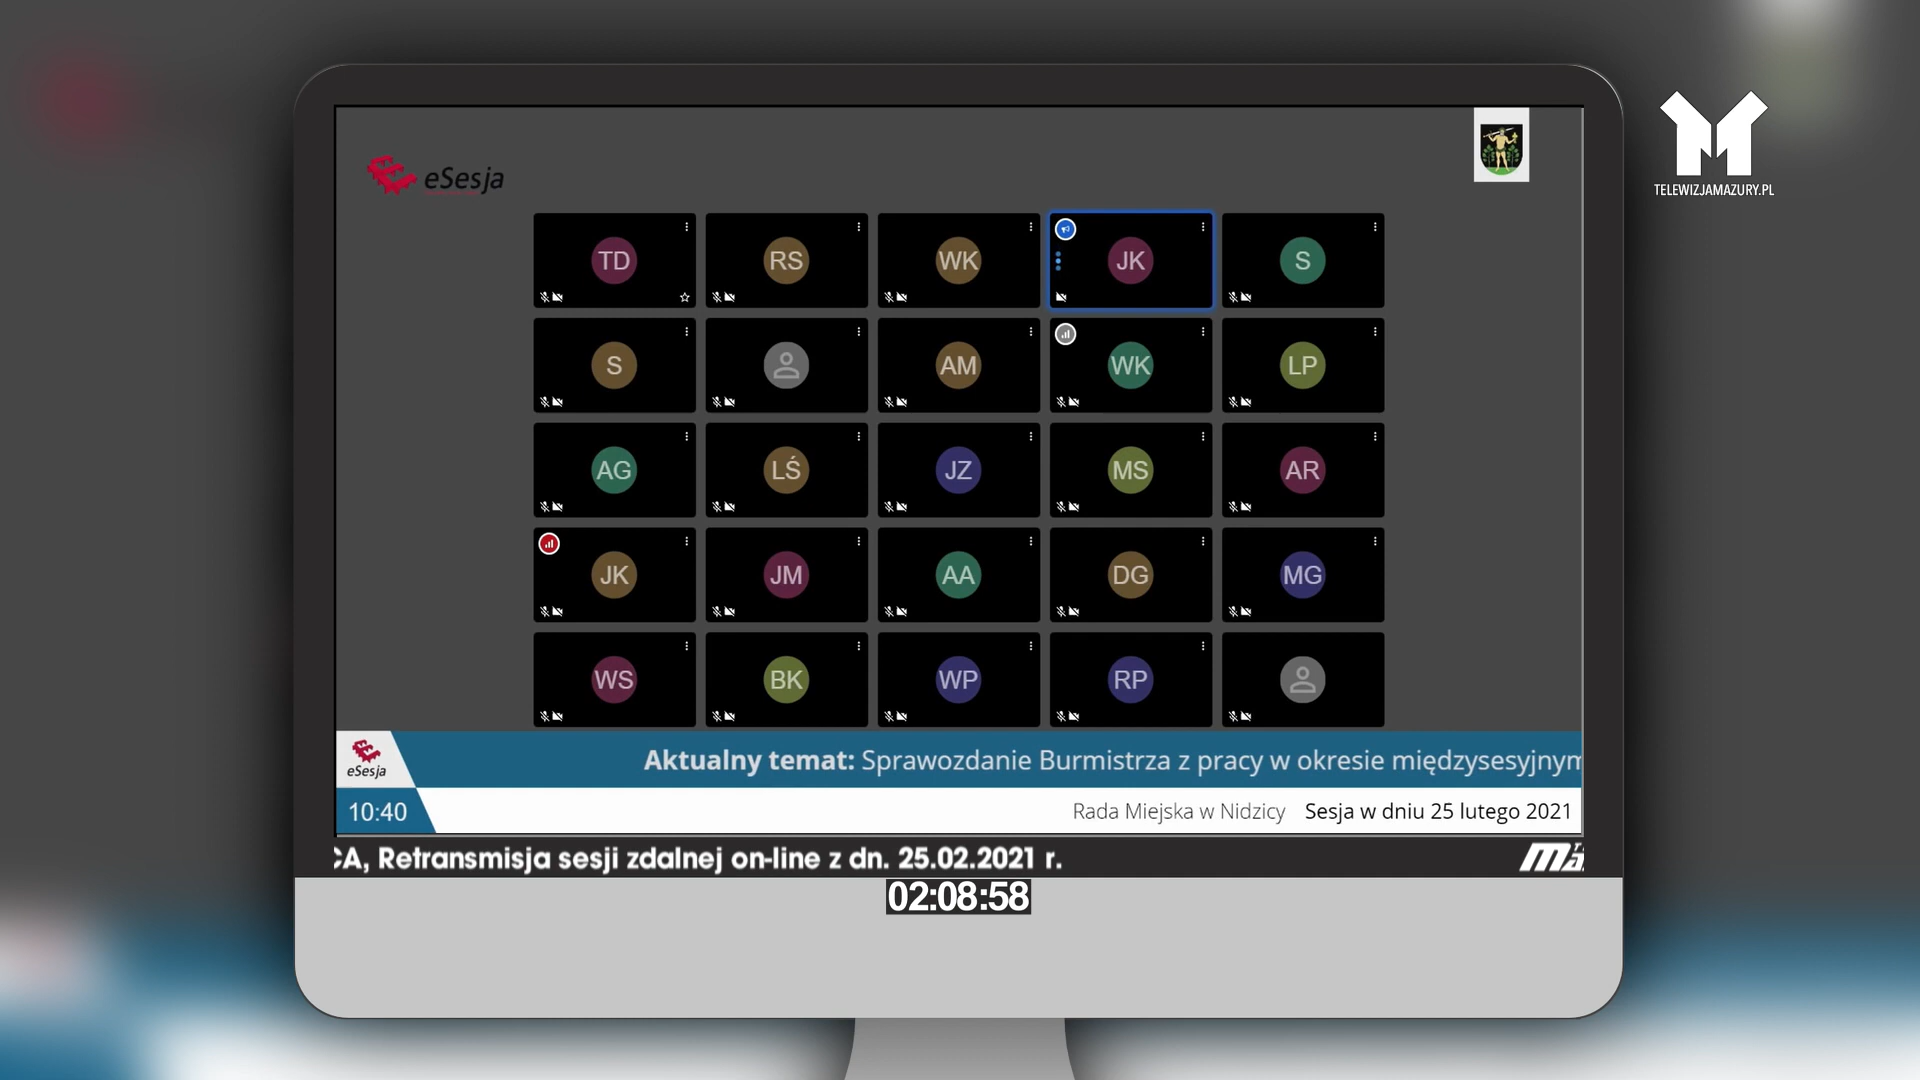 eSesja
TELEWIZJAMAZURY.PL
TD RS WK JK S
S AM WK LP
AG LŚ JZ MS AR
JK JM AA DG MG
WS BK WP RP
eSesja
Aktualny temat: Sprawozdanie Burmistrza z pracy w okresie międzysesyjnym
10:40
Rada Miejska w Nidzicy Sesja w dniu 25 lutego 2021
CA, Retransmisja sesji zdalnej on-line z dn. 25.02.2021 r.
02:08:58